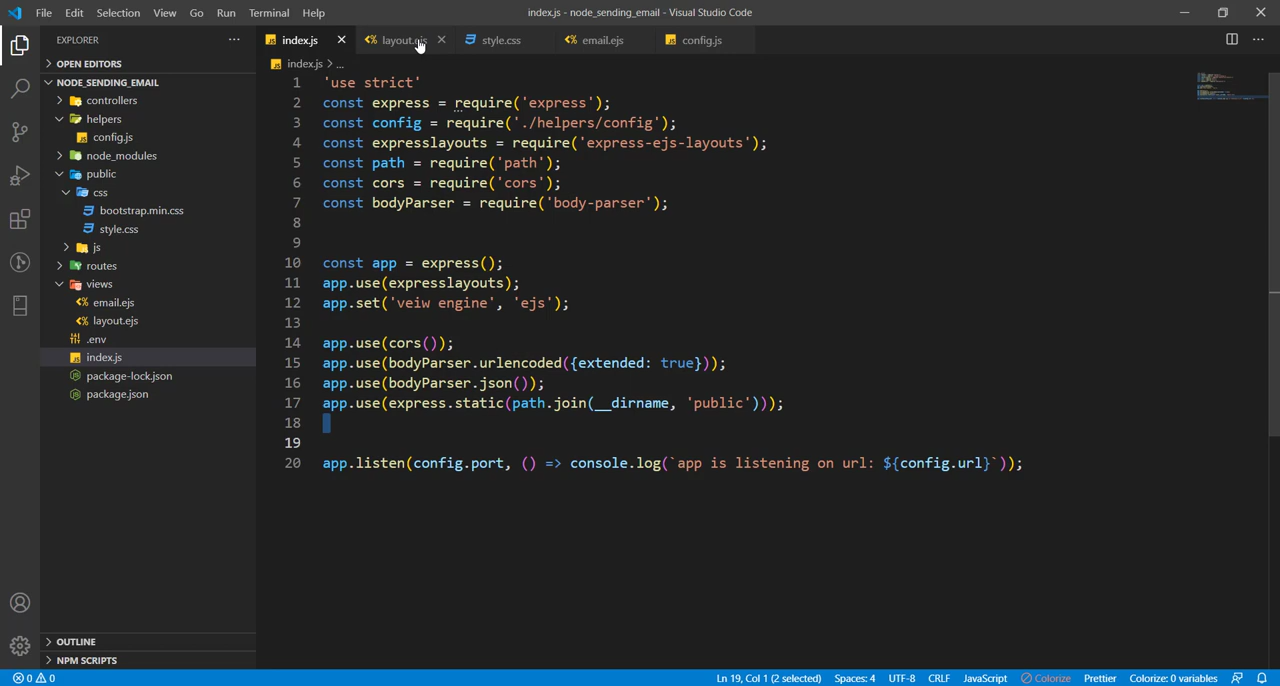 File Edit Selection View Go Run Terminal Help
index.js - node_sending_email - Visual Studio Code
EXPLORER
OPEN EDITORS
NODE_SENDING_EMAIL
controllers
helpers
config.js
node_modules
public
css
bootstrap.min.css
style.css
js
routes
views
email.ejs
layout.ejs
.env
index.js
package-lock.json
package.json
OUTLINE
NPM SCRIPTS
index.js layout.ejs style.css email.ejs config.js
index.js > ...
1 'use strict'
2 const express = require('express');
3 const config = require('./helpers/config');
4 const expresslayouts = require('express-ejs-layouts');
5 const path = require('path');
6 const cors = require('cors');
7 const bodyParser = require('body-parser');
8
9
10 const app = express();
11 app.use(expresslayouts);
12 app.set('veiw engine', 'ejs');
13
14 app.use(cors());
15 app.use(bodyParser.urlencoded({extended: true}));
16 app.use(bodyParser.json());
17 app.use(express.static(path.join(__dirname, 'public')));
18
19
20 app.listen(config.port, () => console.log(`app is listening on url: ${config.url}`));
0 0 Ln 19, Col 1 (2 selected) Spaces: 4 UTF-8 CRLF JavaScript Colorize Prettier Colorize: 0 variables